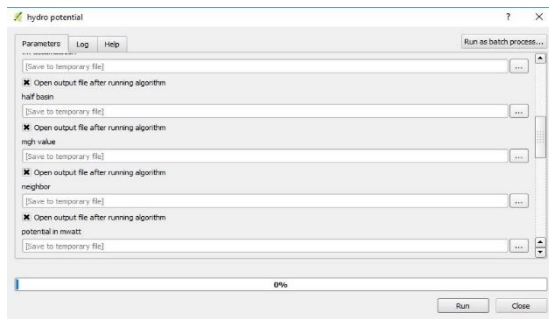 hydro potential
? X
Parameters Log Help Run as batch process...
[Save to temporary file] ...
Open output file after running algorithm
half basin
[Save to temporary file] ...
Open output file after running algorithm
mgh value
[Save to temporary file] ...
Open output file after running algorithm
neighbor
[Save to temporary file] ...
Open output file after running algorithm
potential in mwatt
[Save to temporary file] ...
0%
Run Close